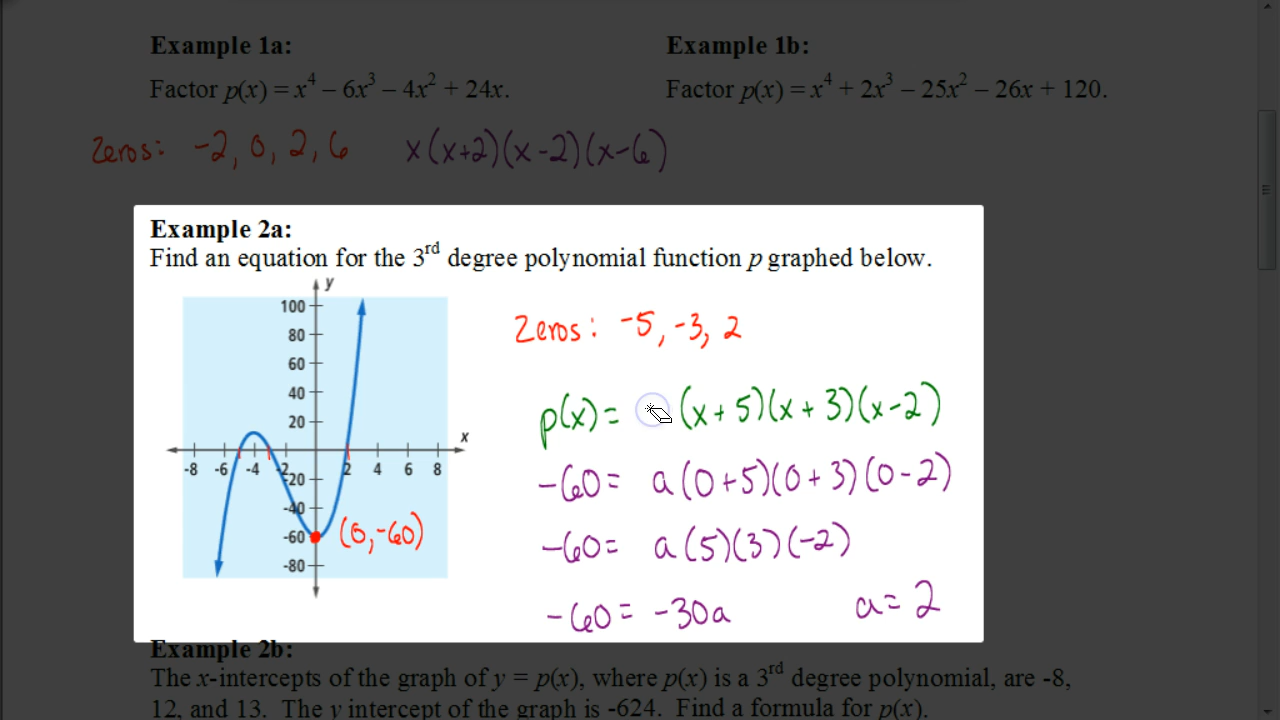 Example 1a: Example 1b:
Factor p(x) = x⁴ – 6x³ – 4x² + 24x. Factor p(x) = x⁴ + 2x³ – 25x² – 26x + 120.
Zeros: -2, 0, 2, 6 x(x+2)(x-2)(x-6)
Example 2a:
Find an equation for the 3rd degree polynomial function p graphed below.
y
100
80
60
40
20
x
-8 -6 -4 -2 2 4 6 8
-20
-40
-60
-80
(0,-60)
Zeros: -5, -3, 2
p(x)= (x+5)(x+3)(x-2)
-60= a(0+5)(0+3)(0-2)
-60= a(5)(3)(-2)
-60= -30a a=2
Example 2b:
The x-intercepts of the graph of y = p(x), where p(x) is a 3rd degree polynomial, are -8,
12, and 13. The y intercept of the graph is -624. Find a formula for p(x).